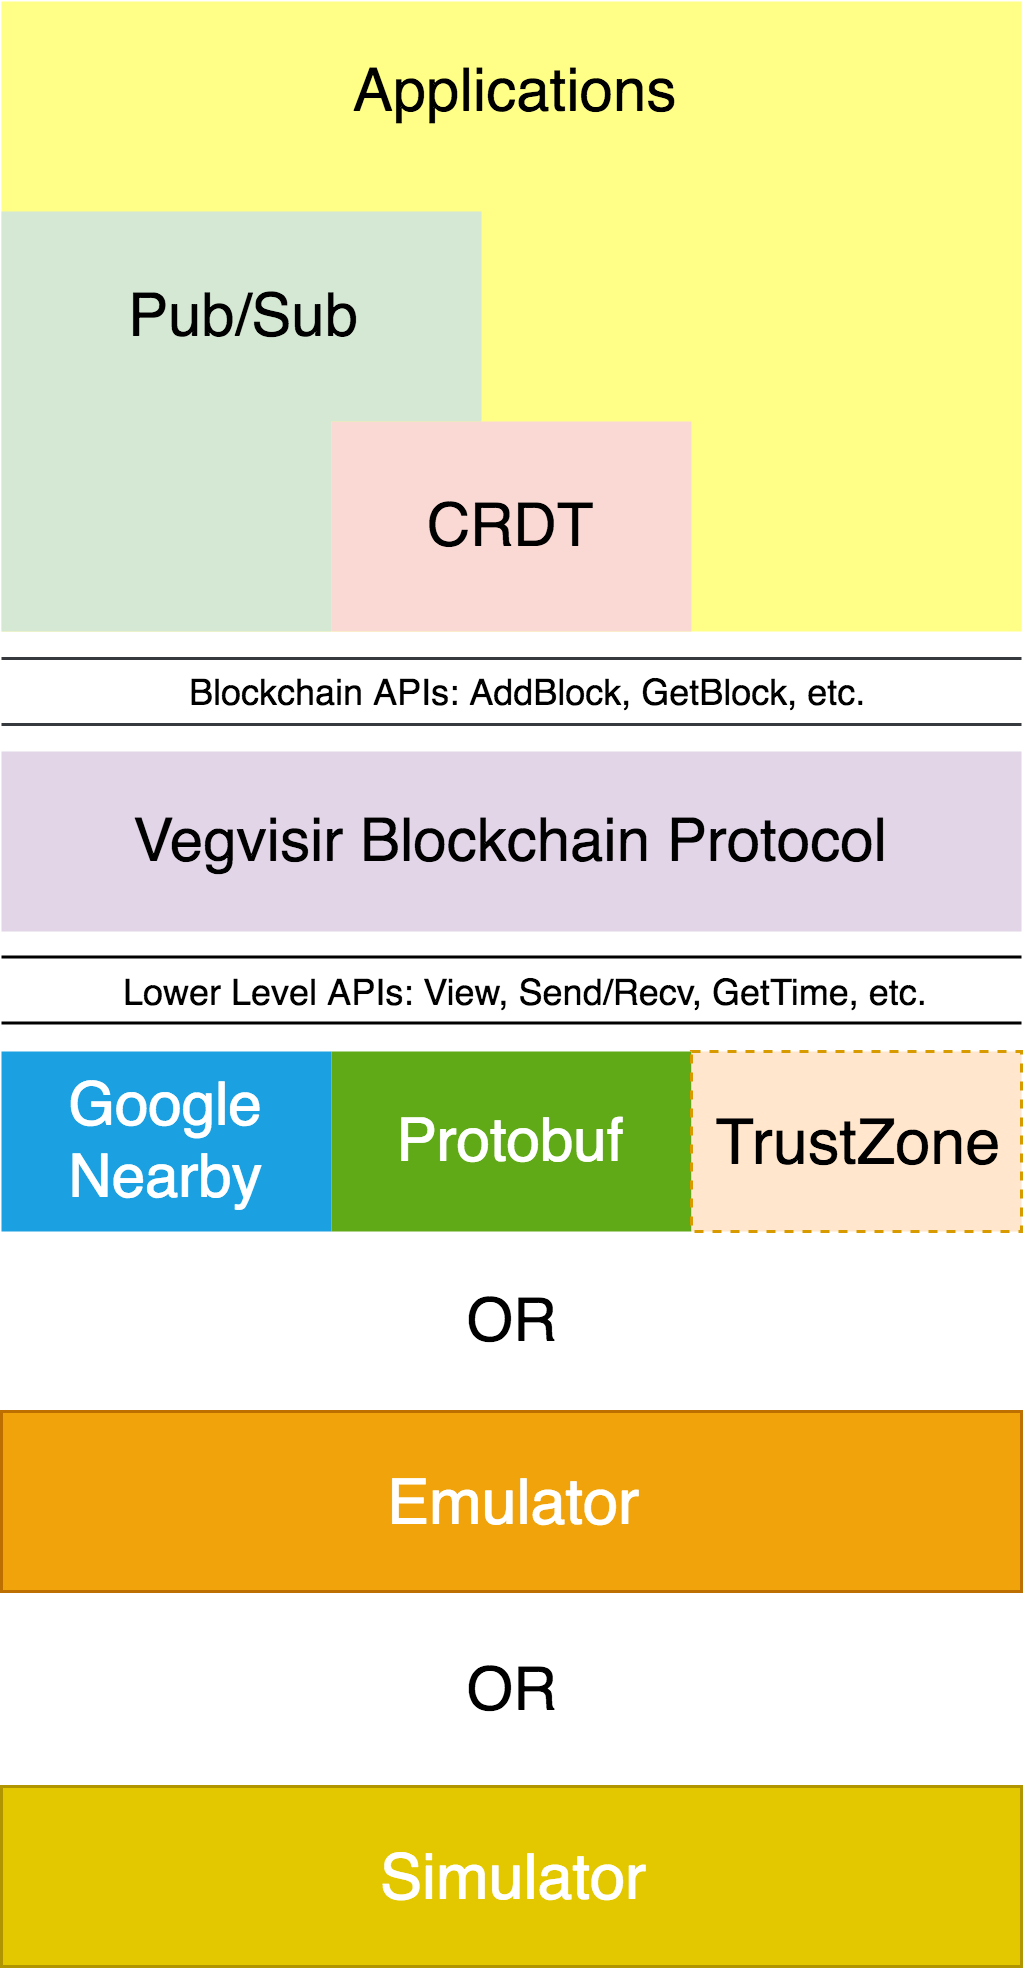 Applications
Pub/Sub
CRDT
Blockchain APIs: AddBlock, GetBlock, etc.
Vegvisir Blockchain Protocol
Lower Level APIs: View, Send/Recv, GetTime, etc.
Google
Nearby
Protobuf
TrustZone
OR
Emulator
OR
Simulator